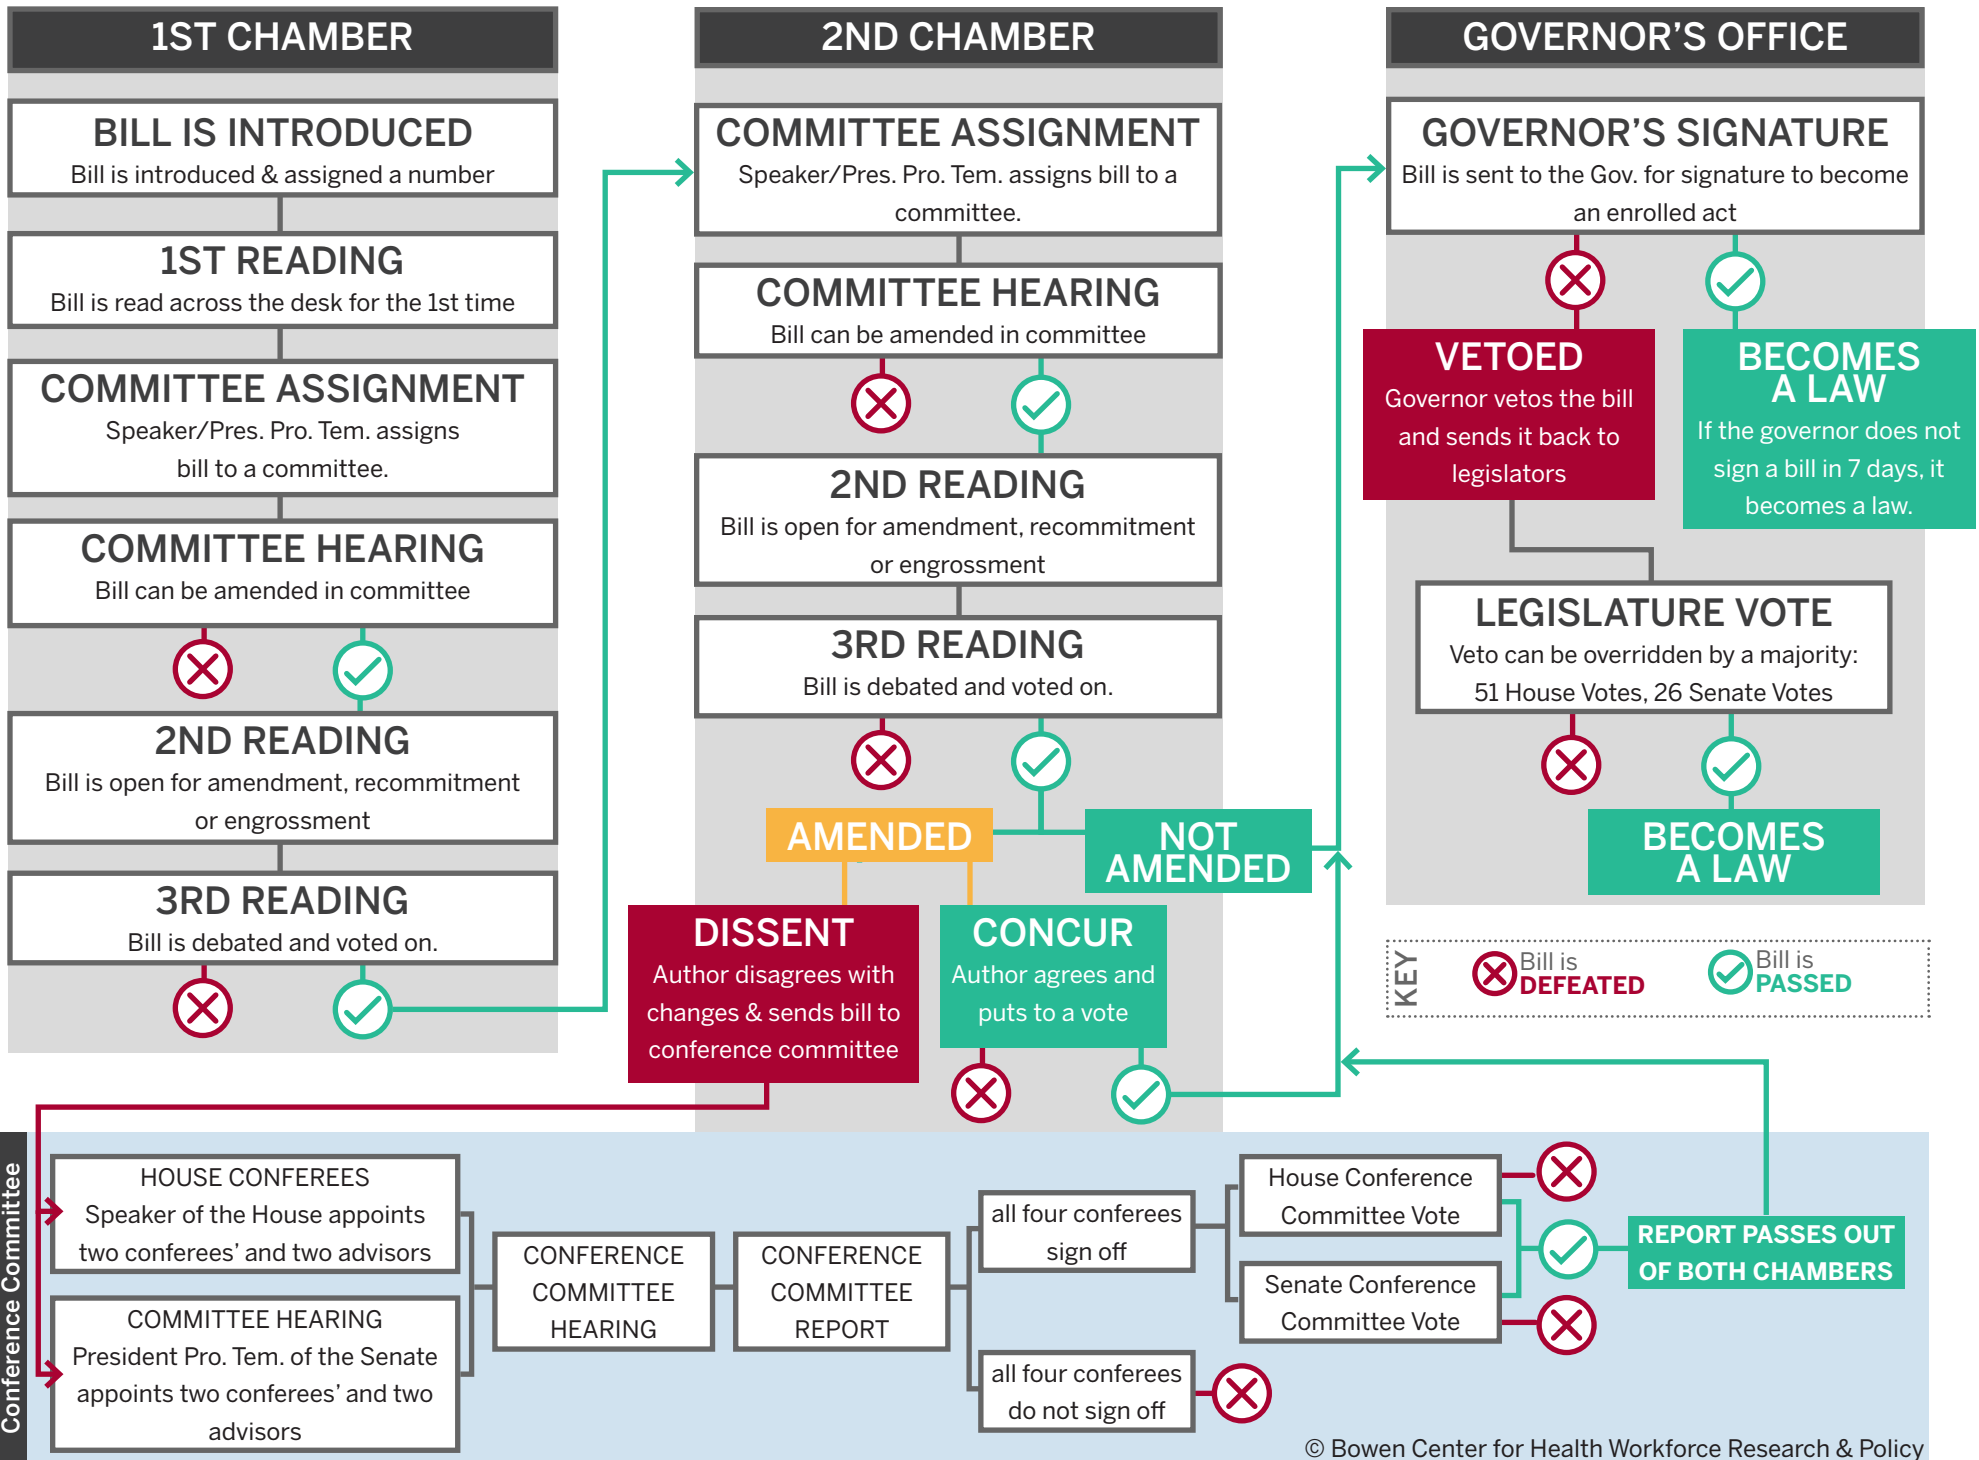 1ST CHAMBER
BILL IS INTRODUCED
Bill is introduced & assigned a number
1ST READING
Bill is read across the desk for the 1st time
COMMITTEE ASSIGNMENT
Speaker/Pres. Pro. Tem. assigns
bill to a committee.
COMMITTEE HEARING
Bill can be amended in committee
2ND READING
Bill is open for amendment, recommitment
or engrossment
3RD READING
Bill is debated and voted on.
2ND CHAMBER
COMMITTEE ASSIGNMENT
Speaker/Pres. Pro. Tem. assigns bill to a
committee.
COMMITTEE HEARING
Bill can be amended in committee
2ND READING
Bill is open for amendment, recommitment
or engrossment
3RD READING
Bill is debated and voted on.
AMENDED
NOT
AMENDED
DISSENT
Author disagrees with
changes & sends bill to
conference committee
CONCUR
Author agrees and
puts to a vote
GOVERNOR'S OFFICE
GOVERNOR'S SIGNATURE
Bill is sent to the Gov. for signature to become
an enrolled act
VETOED
Governor vetos the bill
and sends it back to
legislators
BECOMES
A LAW
If the governor does not
sign a bill in 7 days, it
becomes a law.
LEGISLATURE VOTE
Veto can be overridden by a majority:
51 House Votes, 26 Senate Votes
BECOMES
A LAW
KEY
Bill is
DEFEATED
Bill is
PASSED
Conference Committee
HOUSE CONFEREES
Speaker of the House appoints
two conferees' and two advisors
COMMITTEE HEARING
President Pro. Tem. of the Senate
appoints two conferees' and two
advisors
CONFERENCE
COMMITTEE
HEARING
CONFERENCE
COMMITTEE
REPORT
all four conferees
sign off
all four conferees
do not sign off
House Conference
Committee Vote
Senate Conference
Committee Vote
REPORT PASSES OUT
OF BOTH CHAMBERS
© Bowen Center for Health Workforce Research & Policy